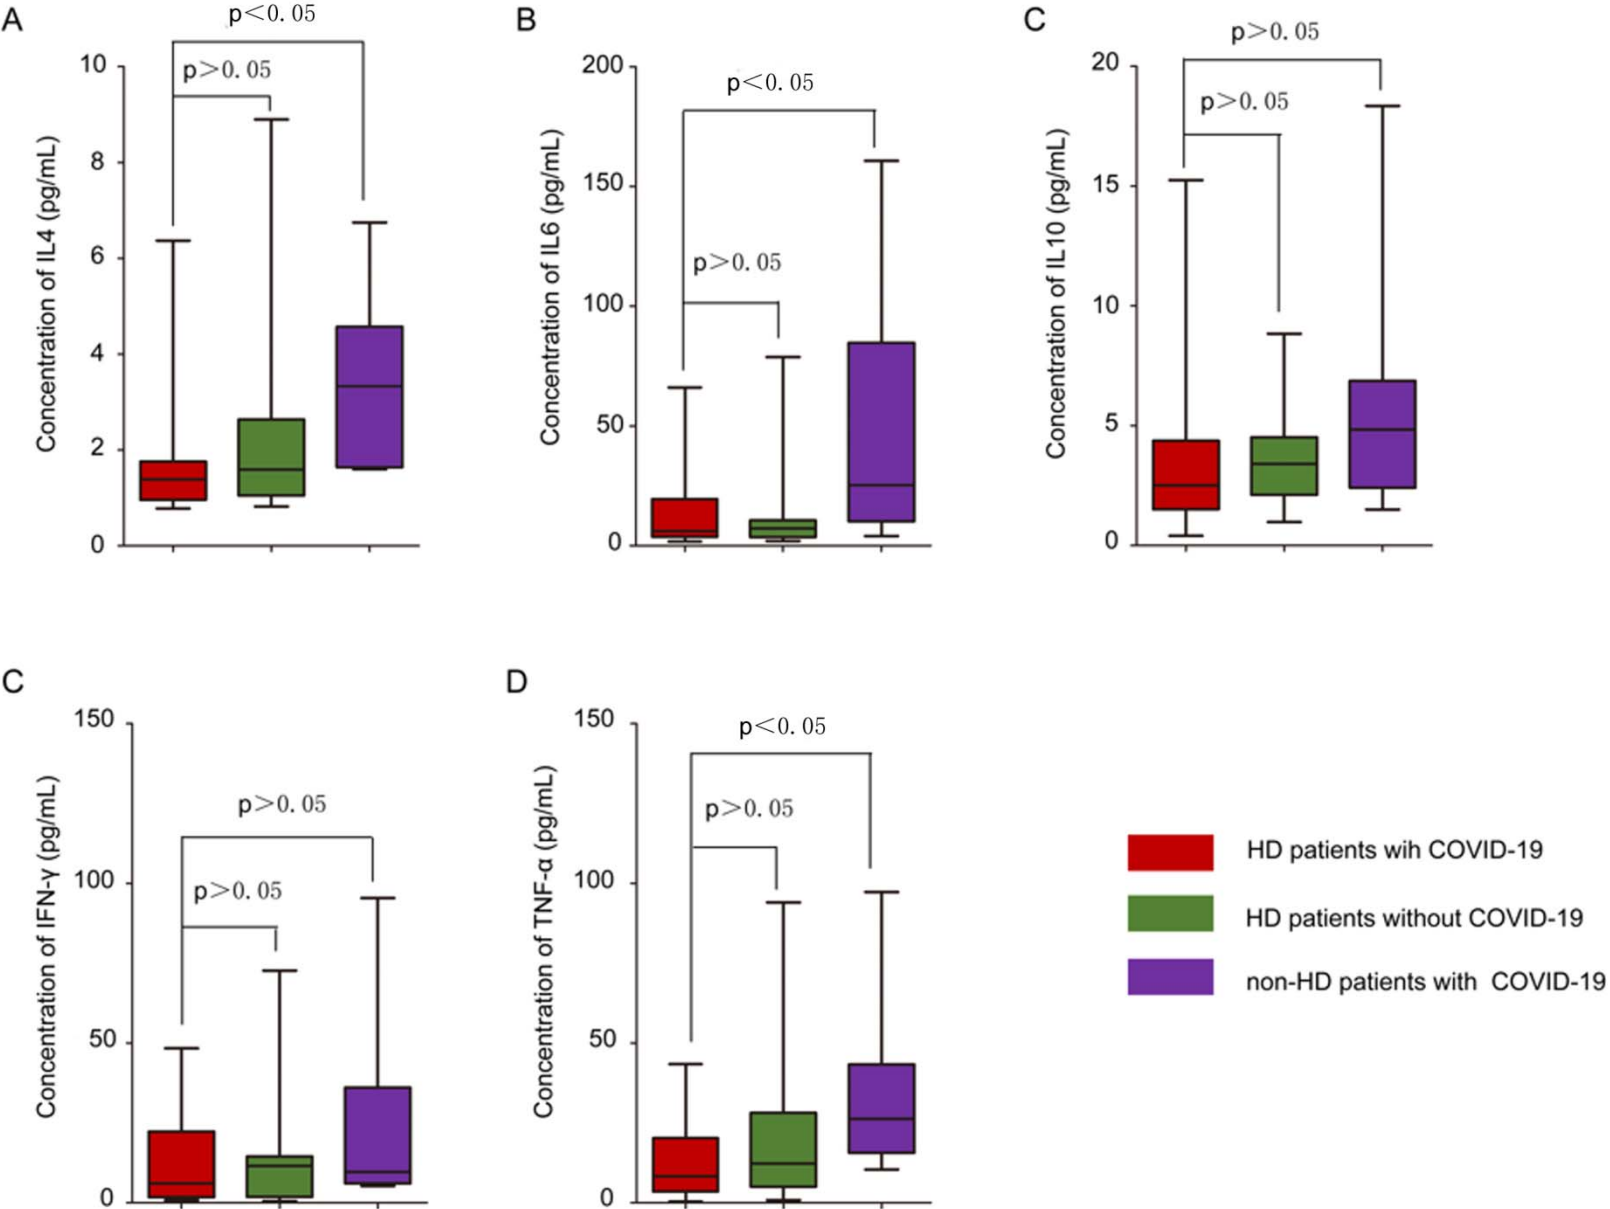 A
p<0.05
p>0.05
10
8
6
4
2
0
Concentration of IL4 (pg/mL)
B
p<0.05
p>0.05
200
150
100
50
0
Concentration of IL6 (pg/mL)
C
p>0.05
p>0.05
20
15
10
5
0
Concentration of IL10 (pg/mL)
C
p>0.05
p>0.05
150
100
50
0
Concentration of IFN-γ (pg/mL)
D
p<0.05
p>0.05
150
100
50
0
Concentration of TNF-α (pg/mL)
HD patients wih COVID-19
HD patients without COVID-19
non-HD patients with COVID-19